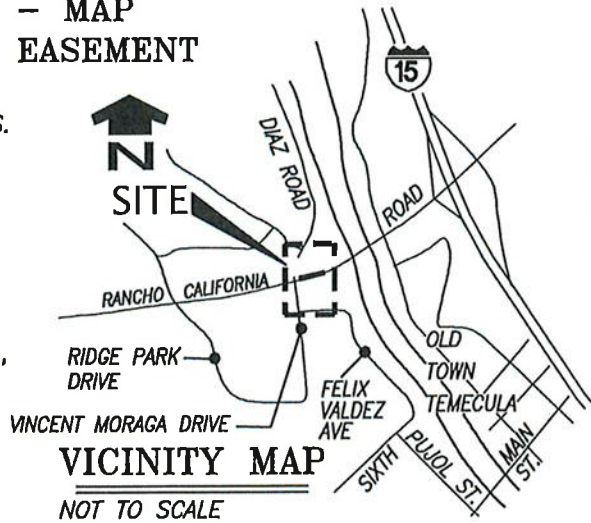 – MAP
EASEMENT
S.
15
N
DIAZ ROAD
SITE
ROAD
RANCHO CALIFORNIA
RIDGE PARK
DRIVE
OLD
TOWN
TEMECULA
FELIX
VALDEZ
AVE
VINCENT MORAGA DRIVE
SIXTH
PUJOL ST.
MAIN
ST.
VICINITY MAP
NOT TO SCALE